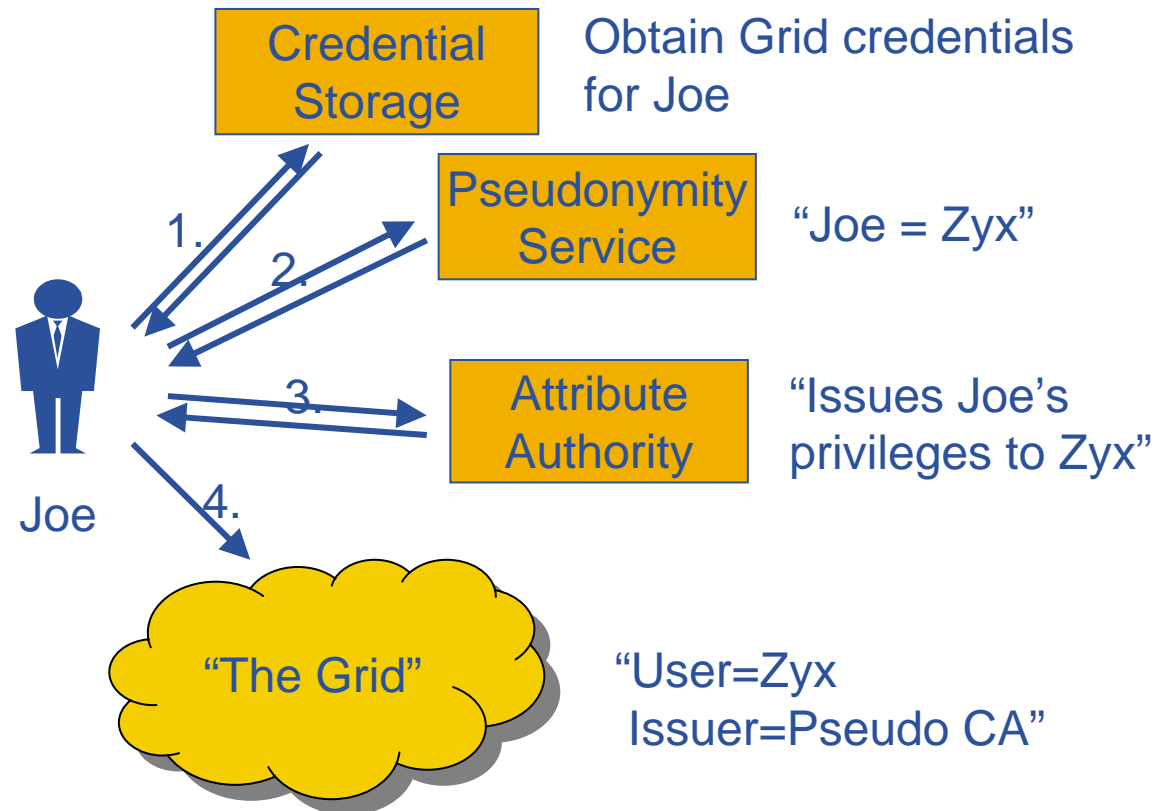 Credential
Storage
Obtain Grid credentials
for Joe
1.
Pseudonymity
Service
“Joe = Zyx”
2.
3.
Attribute
Authority
“Issues Joe’s
privileges to Zyx”
Joe
4.
“The Grid”
“User=Zyx
Issuer=Pseudo CA”